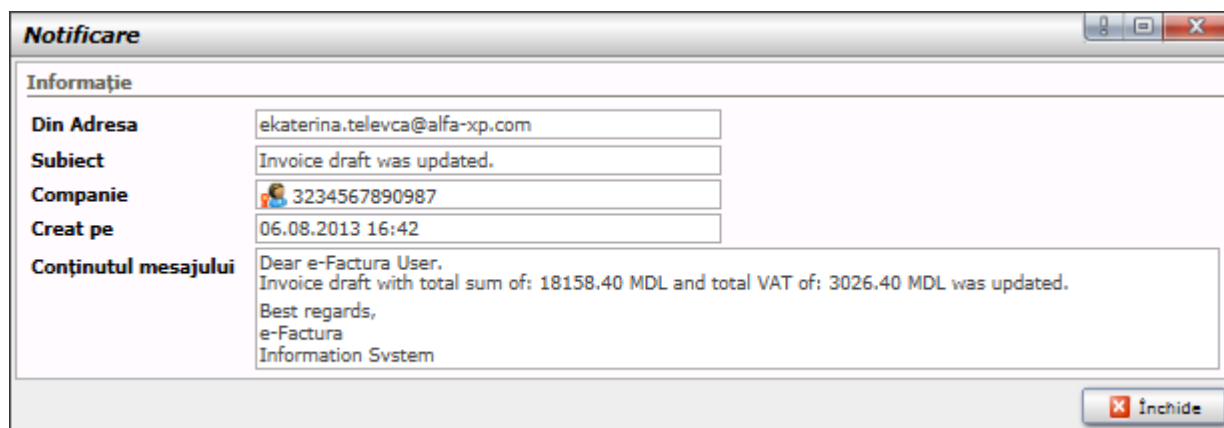 Notificare
Informaţie
Din Adresa ekaterina.televca@alfa-xp.com
Subiect Invoice draft was updated.
Companie 3234567890987
Creat pe 06.08.2013 16:42
Conţinutul mesajului Dear e-Factura User.
Invoice draft with total sum of: 18158.40 MDL and total VAT of: 3026.40 MDL was updated.
Best regards,
e-Factura
Information System
Închide